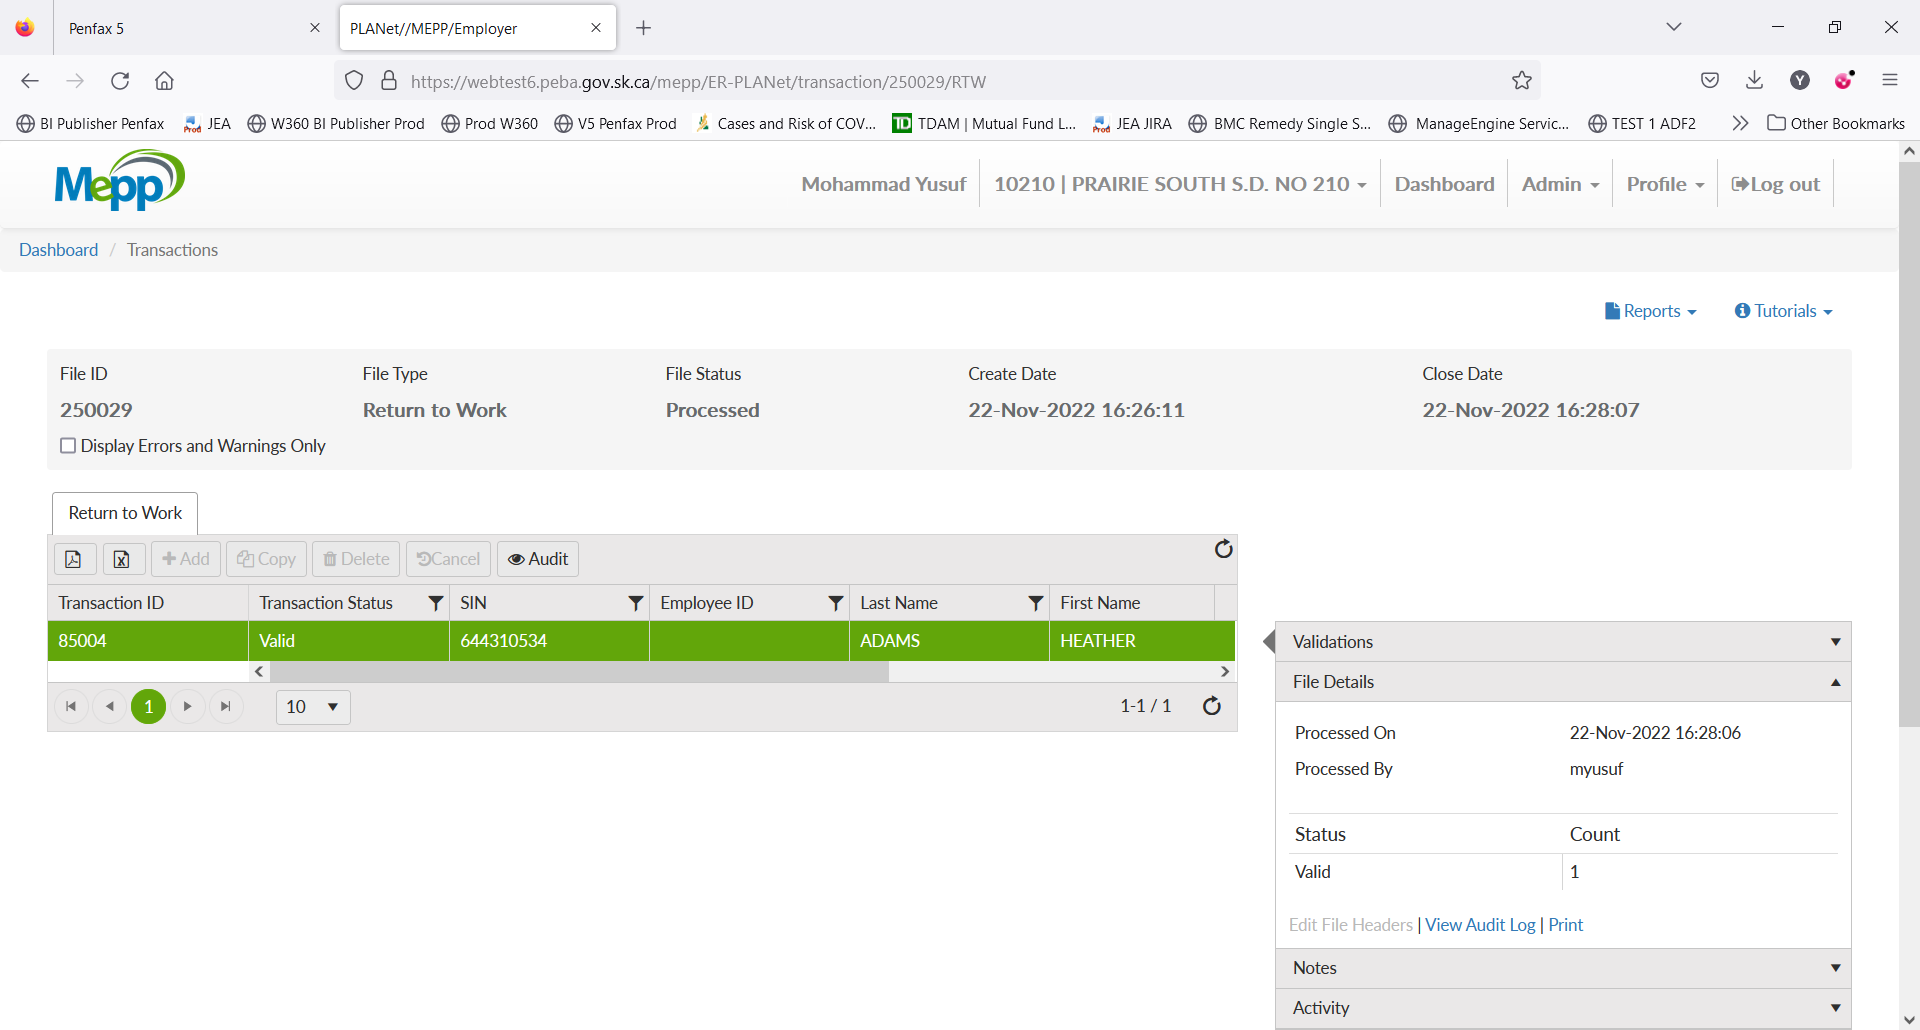 Penfax 5
PLANet//MEPP/Employer
https://webtest6.peba.gov.sk.ca/mepp/ER-PLANet/transaction/250029/RTW
Y
BI Publisher Penfax JEA W360 BI Publisher Prod Prod W360 V5 Penfax Prod Cases and Risk of COV... TD TDAM | Mutual Fund L... JEA JIRA BMC Remedy Single S... ManageEngine Servic... TEST 1 ADF2 Other Bookmarks
Mepp
Mohammad Yusuf 10210 | PRAIRIE SOUTH S.D. NO 210 Dashboard Admin Profile Log out
Dashboard / Transactions
Reports Tutorials
File ID File Type File Status Create Date Close Date
250029 Return to Work Processed 22-Nov-2022 16:26:11 22-Nov-2022 16:28:07
Display Errors and Warnings Only
Return to Work
Add Copy Delete Cancel Audit
Transaction ID Transaction Status SIN Employee ID Last Name First Name
85004 Valid 644310534 ADAMS HEATHER
1 10 1-1 / 1
Validations
File Details
Processed On 22-Nov-2022 16:28:06
Processed By myusuf
Status Count
Valid 1
Edit File Headers | View Audit Log | Print
Notes
Activity